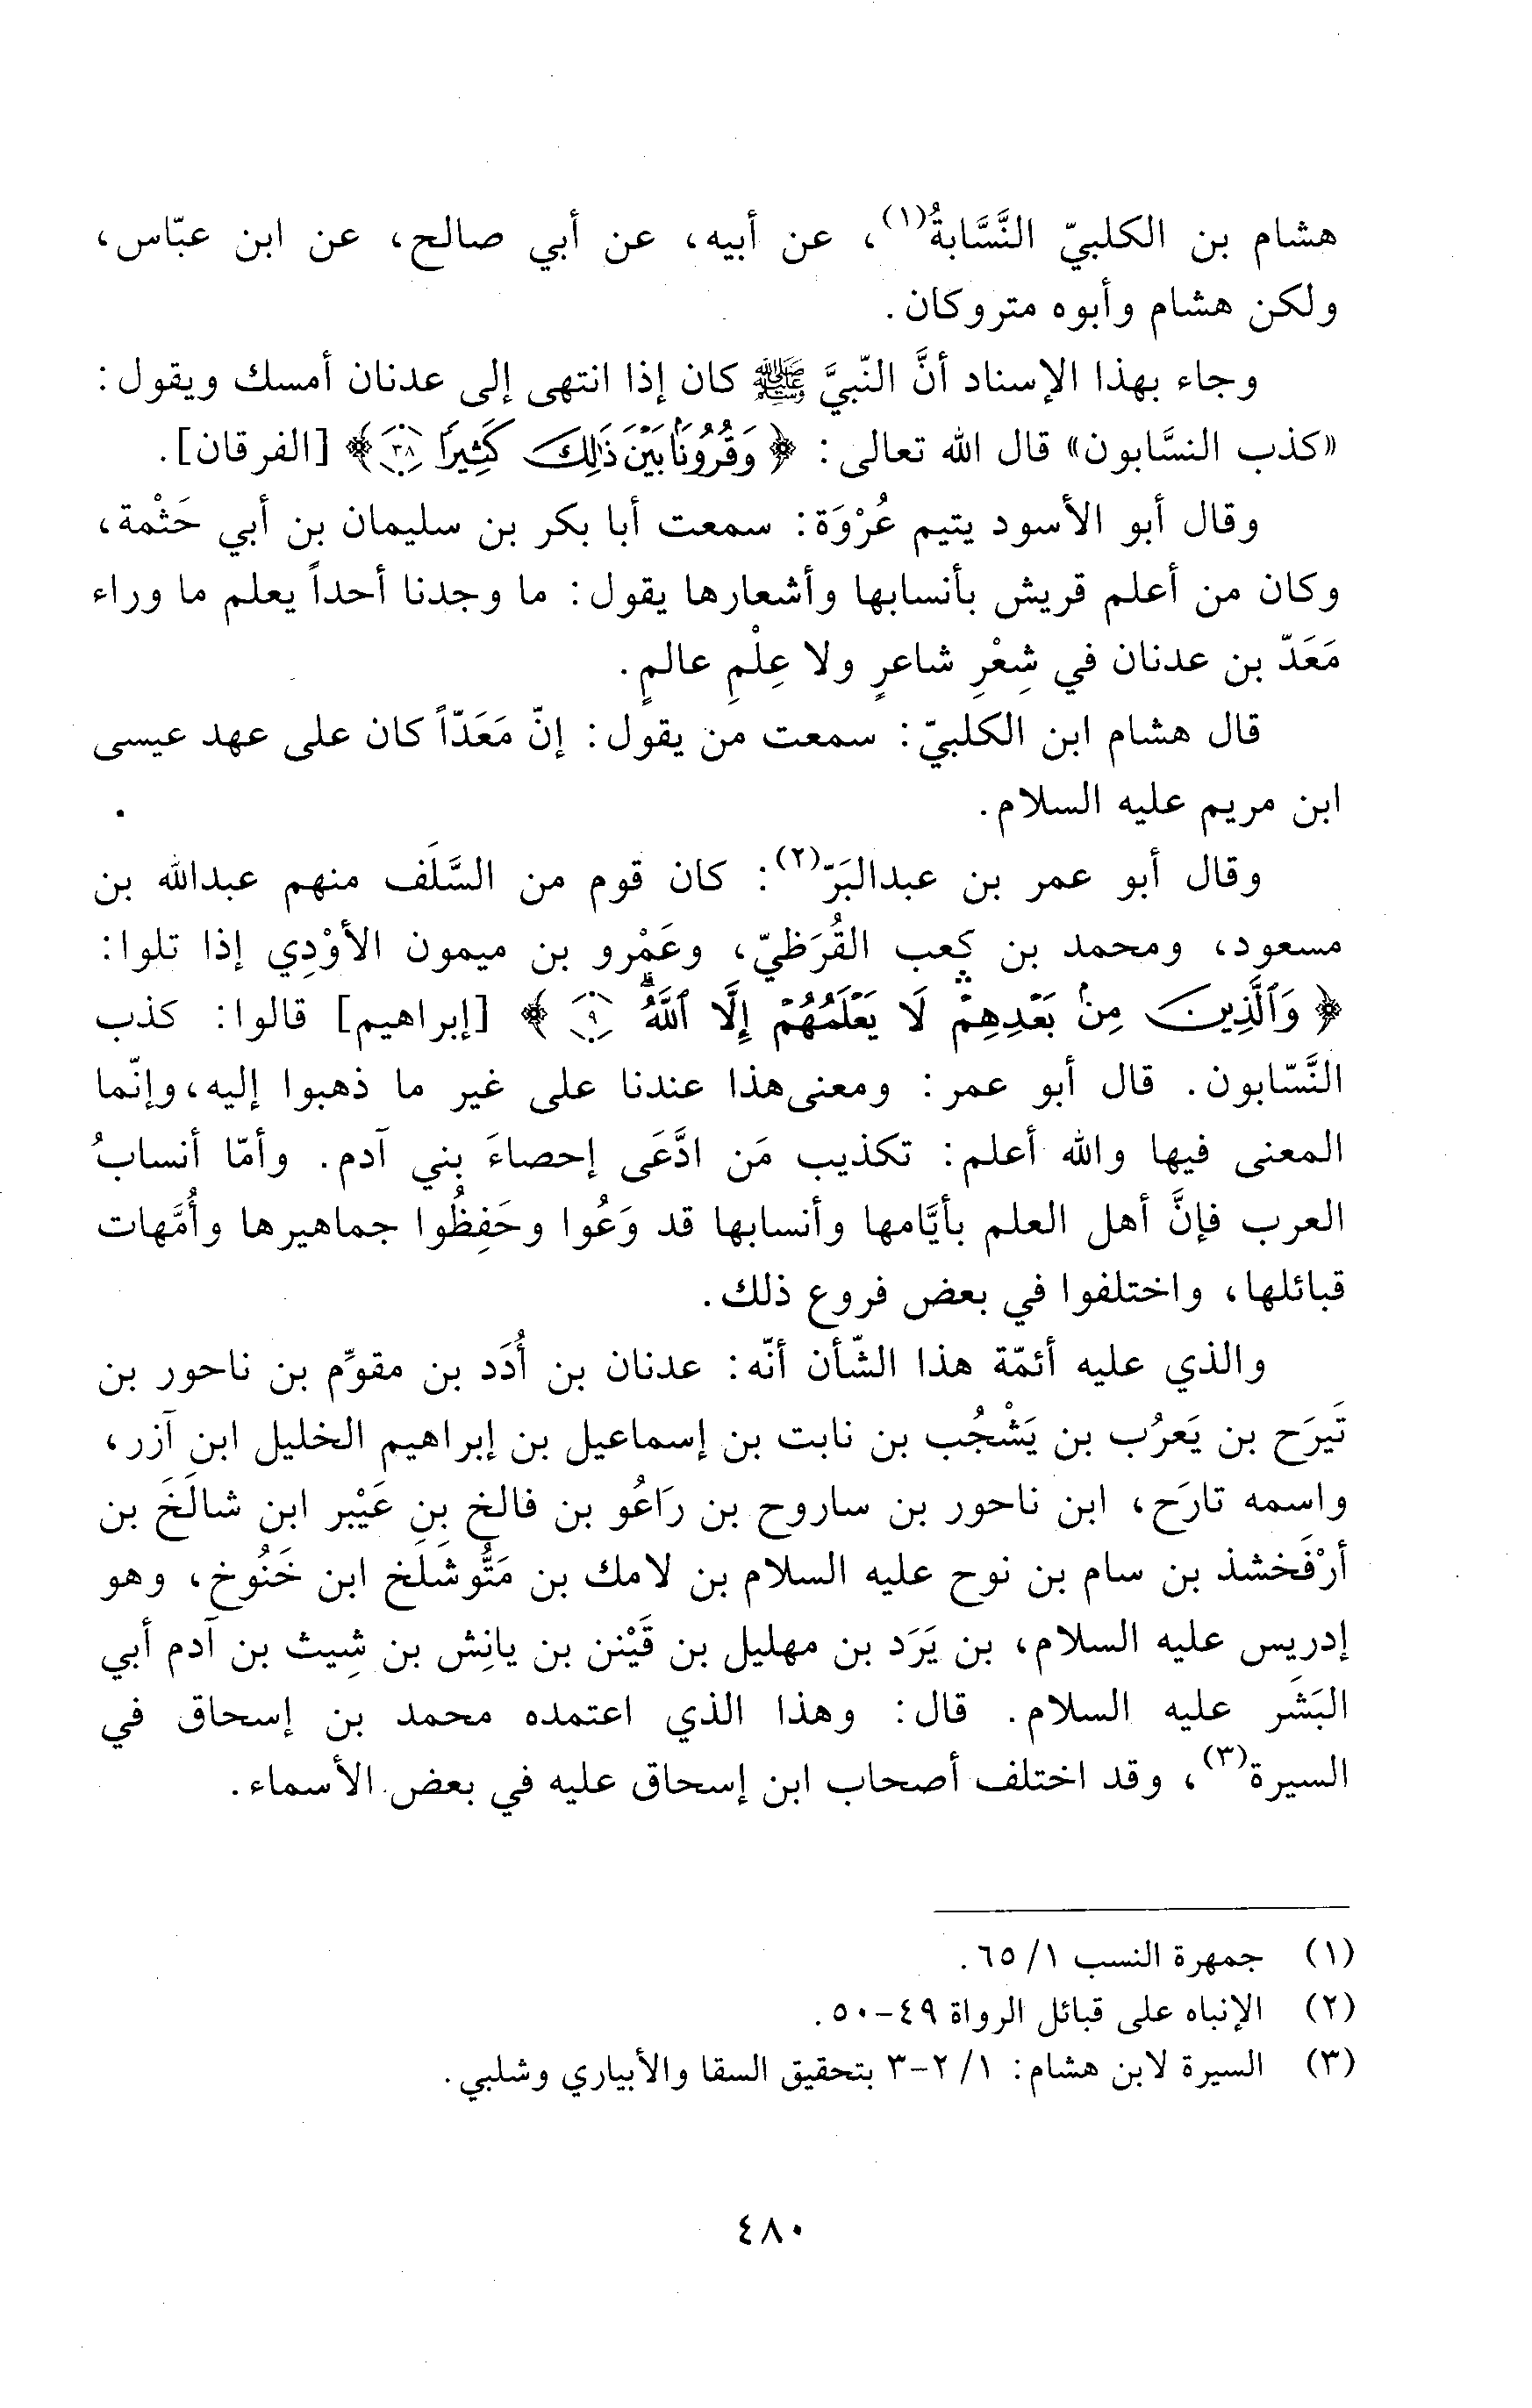 هشام بن الكلبيّ النَّسَّابةُ(١)، عن أبيه، عن أبي صالح، عن ابن عبّاس،
ولكن هشام وأبوه متروكان.
وجاء بهذا الإسناد أنَّ النّبيَّ ﷺ كان إذا انتهى إلى عدنان أمسك ويقول:
«كذب النسَّابون» قال الله تعالى: ﴿وَقُرُونًۢا بَيْنَ ذَٰلِكَ كَثِيرًا ٣٨﴾ [الفرقان].
وقال أبو الأسود يتيم عُرْوَة: سمعت أبا بكر بن سليمان بن أبي حَثْمة،
وكان من أعلم قريش بأنسابها وأشعارها يقول: ما وجدنا أحداً يعلم ما وراء
مَعَدّ بن عدنان في شِعْرِ شاعرٍ ولا عِلْمِ عالمٍ.
قال هشام ابن الكلبيّ: سمعت من يقول: إنّ مَعَدّاً كان على عهد عيسى
ابن مريم عليه السلام.
وقال أبو عمر بن عبدالبَرّ(٢): كان قوم من السَّلَف منهم عبدالله بن
مسعود، ومحمد بن كعب القُرَظيّ، وعَمْرو بن ميمون الأوْدِي إذا تلوا:
﴿وَٱلَّذِينَ مِنۢ بَعْدِهِمْ ۛ لَا يَعْلَمُهُمْ إِلَّا ٱللَّهُ ۚ ٩﴾ [إبراهيم] قالوا: كذب
النَّسّابون. قال أبو عمر: ومعنى هذا عندنا على غير ما ذهبوا إليه، وإنّما
المعنى فيها والله أعلم: تكذيب مَن ادَّعَى إحصاءَ بني آدم. وأمّا أنسابُ
العرب فإنَّ أهل العلم بأيَّامها وأنسابها قد وَعُوا وحَفِظُوا جماهيرها وأُمَّهات
قبائلها، واختلفوا في بعض فروع ذلك.
والذي عليه أئمّة هذا الشّأن أنّه: عدنان بن أُدَد بن مقوِّم بن ناحور بن
تَيرَح بن يَعرُب بن يَشْجُب بن نابت بن إسماعيل بن إبراهيم الخليل ابن آزر،
واسمه تارَح، ابن ناحور بن ساروح بن رَاعُو بن فالخ بنِ عَيْبر ابن شالَخَ بن
أرْفَخشذ بن سام بن نوح عليه السلام بن لامك بن مَتُّوشلخ ابن خَنُوخ، وهو
إدريس عليه السلام، بن يَرَد بن مهليل بن قَيْنن بن يانِش بن شِيث بن آدم أبي
البَشَر عليه السلام. قال: وهذا الذي اعتمده محمد بن إسحاق في
السيرة(٣)، وقد اختلف أصحاب ابن إسحاق عليه في بعض الأسماء.
(١) جمهرة النسب ١/ ٦٥.
(٢) الإنباه على قبائل الرواة ٤٩-٥٠.
(٣) السيرة لابن هشام: ١/ ٢-٣ بتحقيق السقا والأبياري وشلبي.
٤٨٠